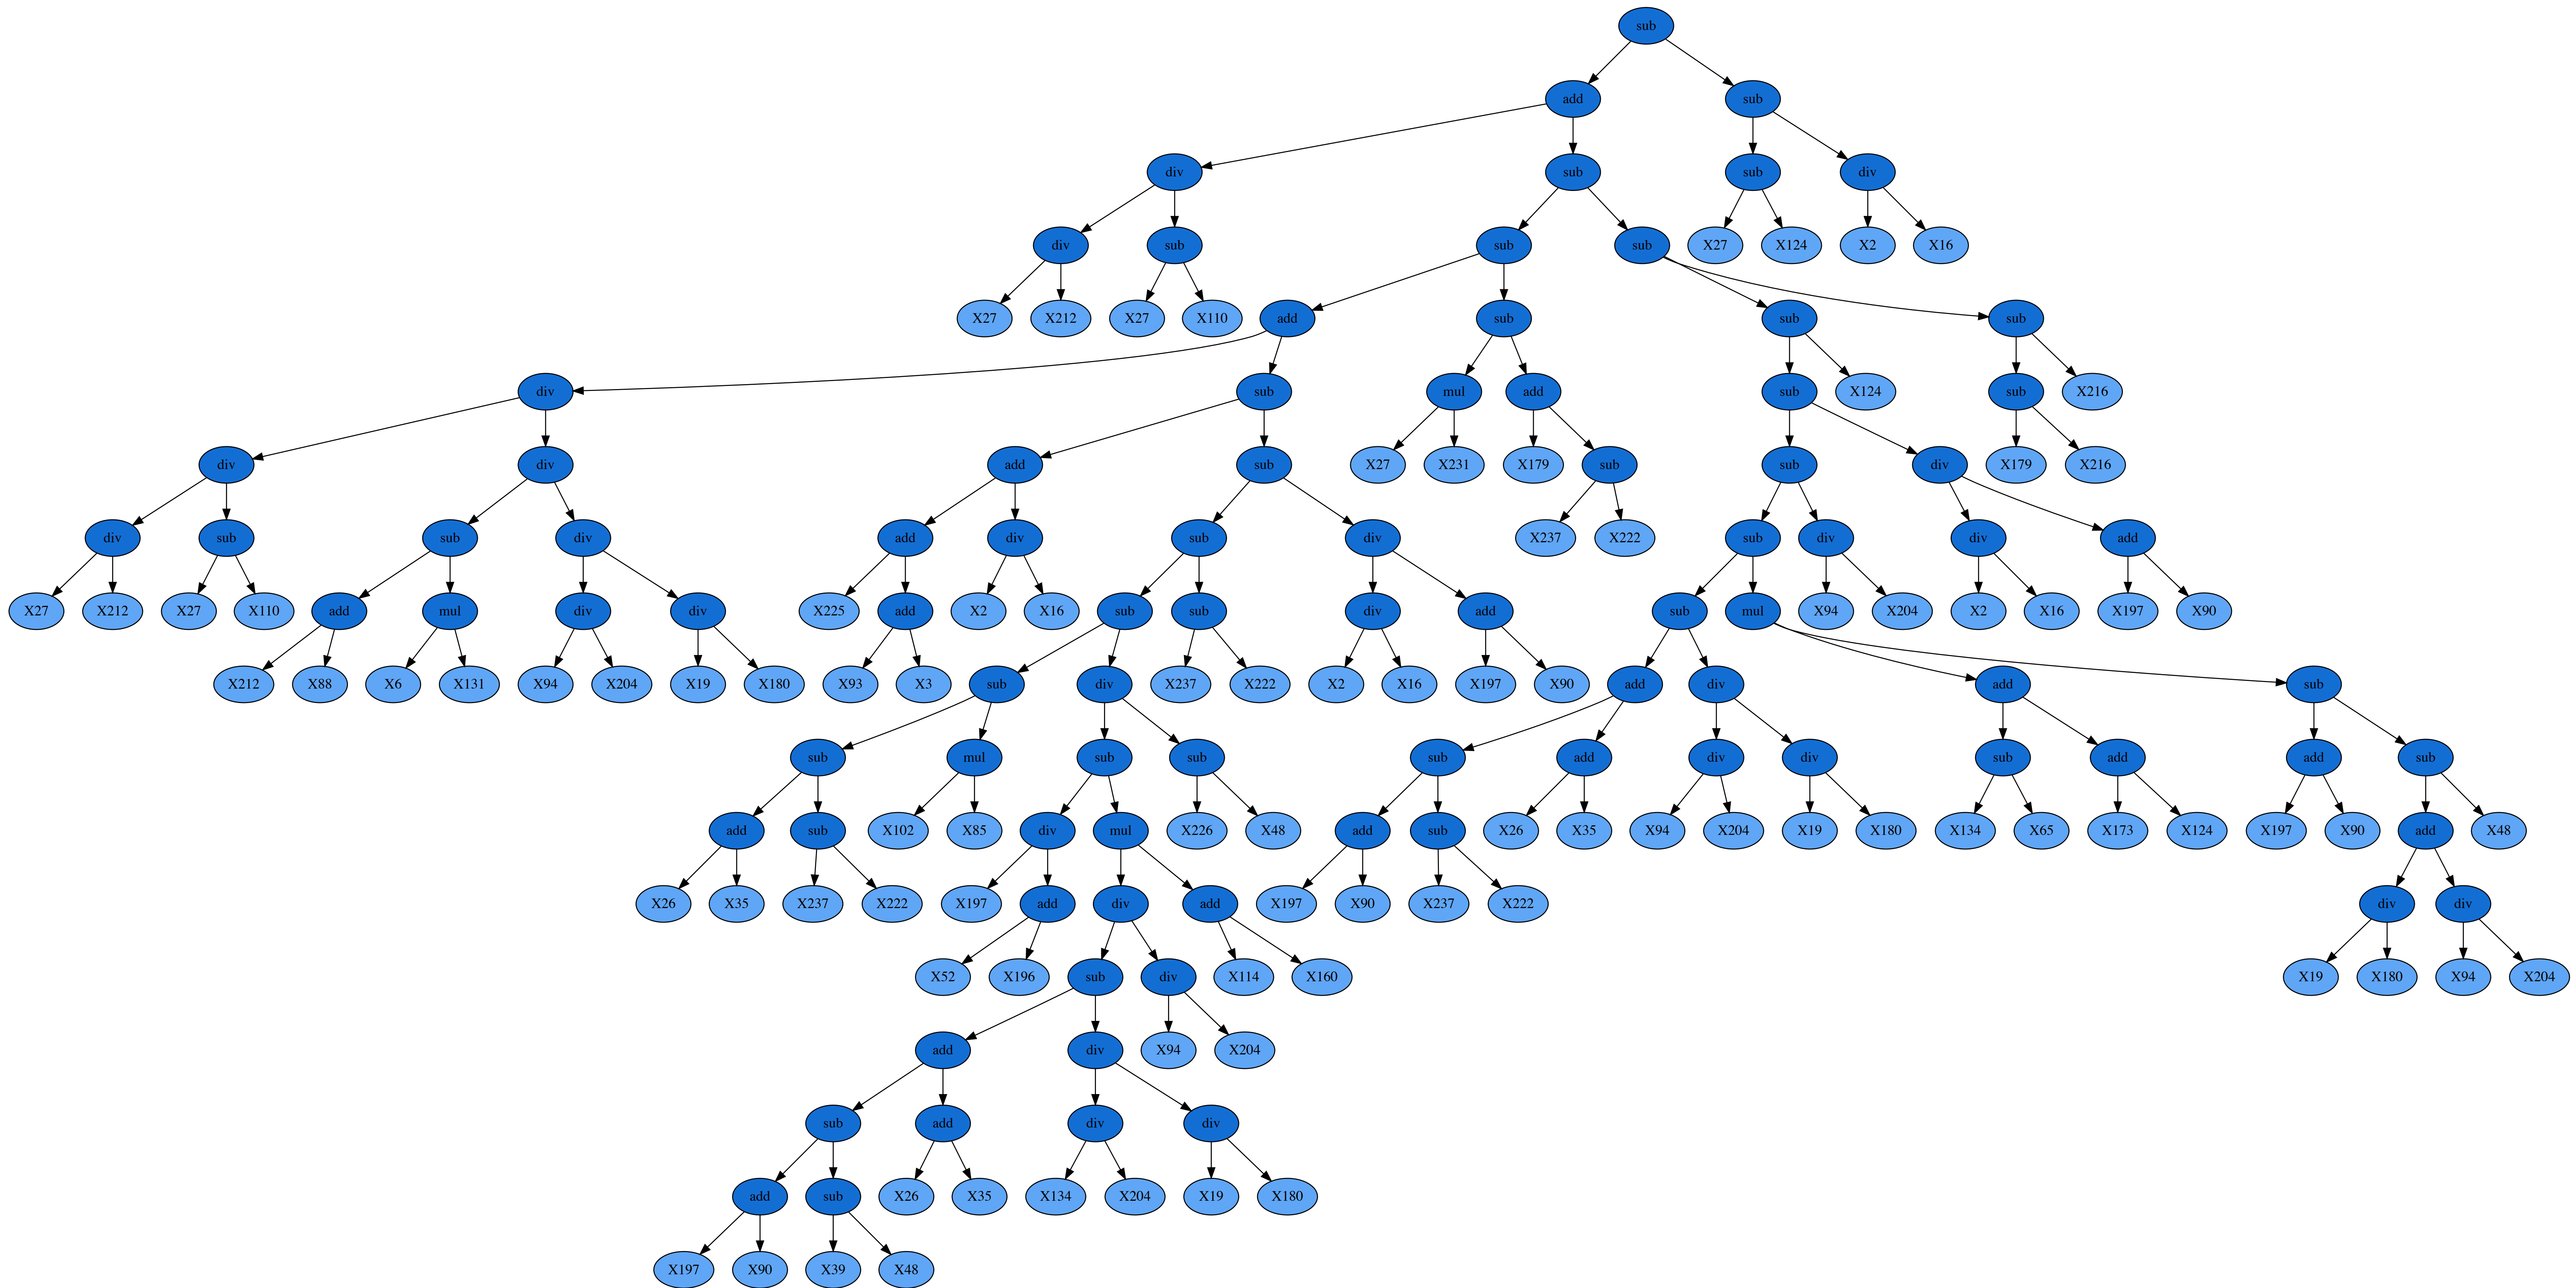 sub
add sub
div sub sub div
div sub sub sub X27 X124 X2 X16
X27 X212 X27 X110 add sub sub sub
div sub mul add sub X124 sub X216
div div add sub X27 X231 X179 sub sub div X179 X216
div sub sub div add div sub div X237 X222 sub div div add
X27 X212 X27 X110 add mul div div X225 add X2 X16 sub sub div add sub mul X94 X204 X2 X16 X197 X90
X212 X88 X6 X131 X94 X204 X19 X180 X93 X3 sub div X237 X222 X2 X16 X197 X90 add div add sub
sub mul sub sub sub add div div sub add add sub
add sub X102 X85 div mul X226 X48 add sub X26 X35 X94 X204 X19 X180 X134 X65 X173 X124 X197 X90 add X48
X26 X35 X237 X222 X197 add div add X197 X90 X237 X222 div div
X52 X196 sub div X114 X160 X19 X180 X94 X204
add div X94 X204
sub add div div
add sub X26 X35 X134 X204 X19 X180
X197 X90 X39 X48